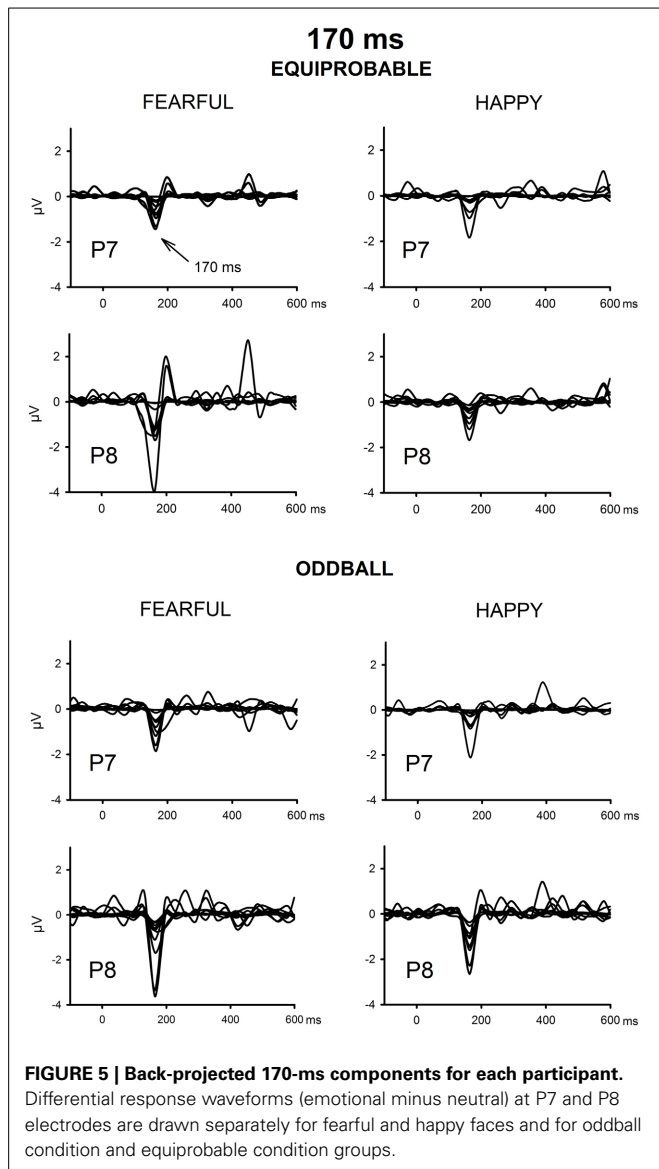 170 ms
EQUIPROBABLE
FEARFUL HAPPY
2 2
0 0
µV
-2 -2
P7 170 ms P7
-4 -4
0 200 400 600 ms 0 200 400 600 ms
2 2
0 0
µV
-2 -2
P8 P8
-4 -4
0 200 400 600 ms 0 200 400 600 ms
ODDBALL
FEARFUL HAPPY
2 2
0 0
µV
-2 -2
P7 P7
-4 -4
0 200 400 600 ms 0 200 400 600 ms
2 2
0 0
µV
-2 -2
P8 P8
-4 -4
0 200 400 600 ms 0 200 400 600 ms
FIGURE 5 | Back-projected 170-ms components for each participant.
Differential response waveforms (emotional minus neutral) at P7 and P8
electrodes are drawn separately for fearful and happy faces and for oddball
condition and equiprobable condition groups.